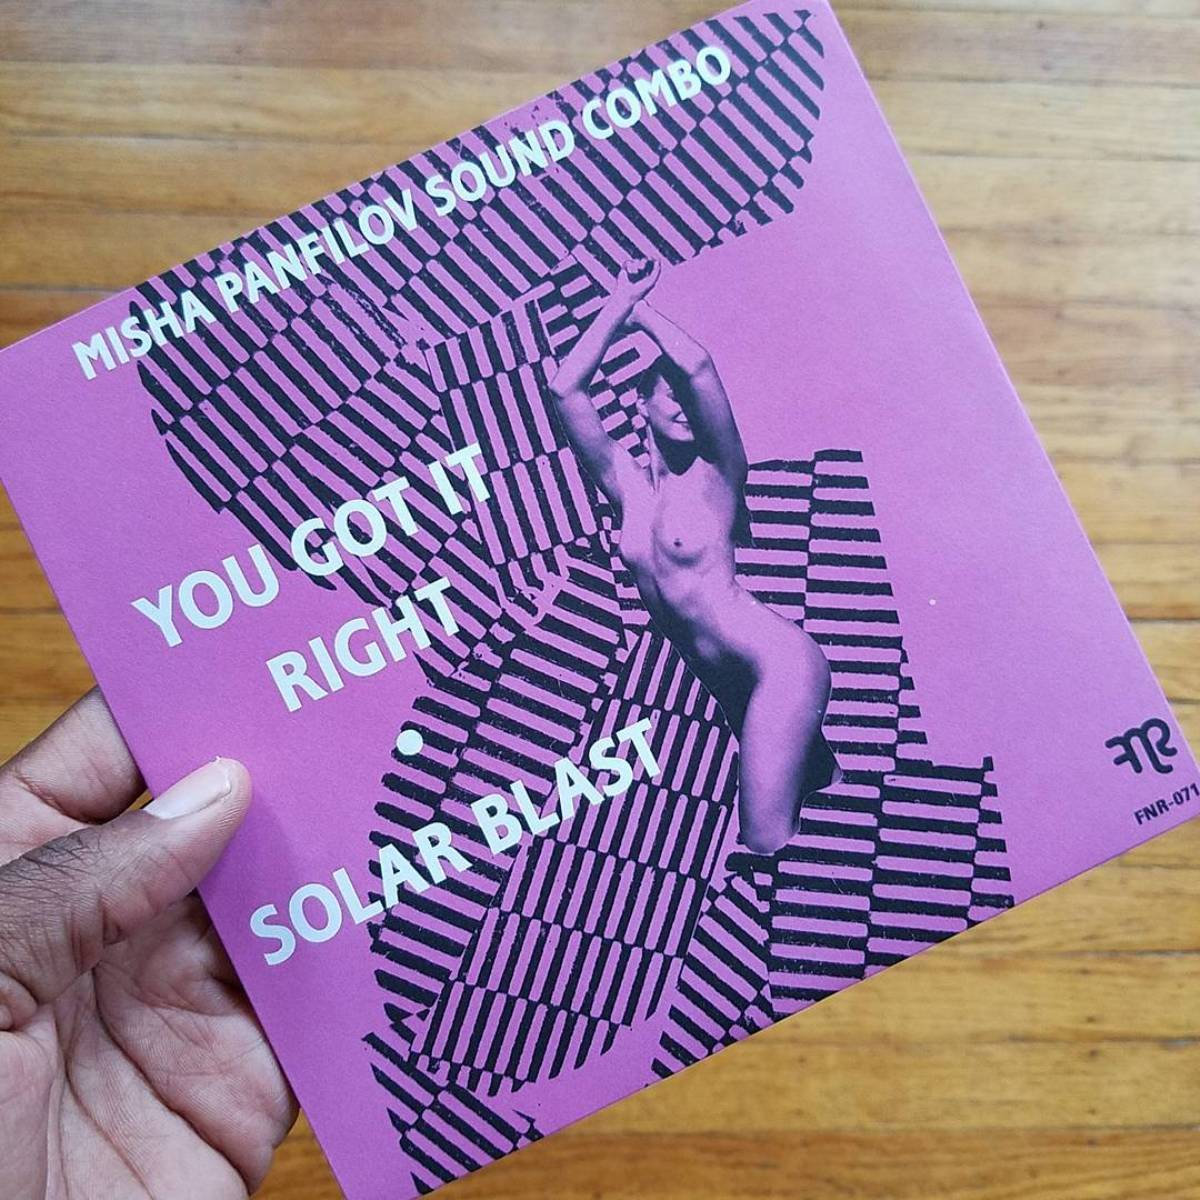 MISHA PANFILOV SOUND COMBO
YOU GOT IT
RIGHT
•
SOLAR BLAST
FNR
FNR-071